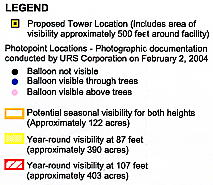 LEGEND
Proposed Tower Location (Includes area of
visibility approximately 500 feet around facility)
Photopoint Locations - Photographic documentation
conducted by URS Corporation on February 2, 2004
Balloon not visible
Balloon visible through trees
Balloon visible above trees
Potential seasonal visibility for both heights
(Approximately 122 acres)
Year-round visibility at 87 feet
(approximately 390 acres)
Year-round visibility at 107 feet
(approximately 403 acres)